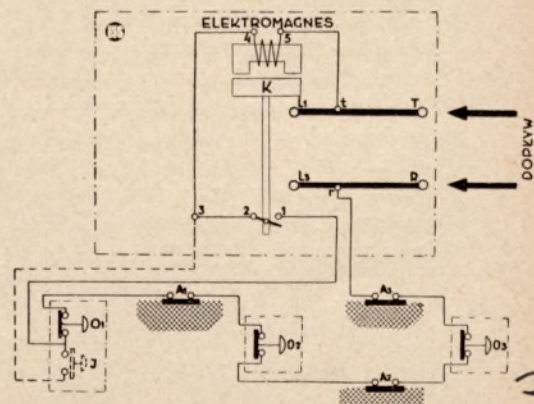 ELEKTROMAGNES
4 5
K
L1 t T
DOPŁYW
L3 r R
3 2 1
A1 A3
O1
O2 O3
J
A2